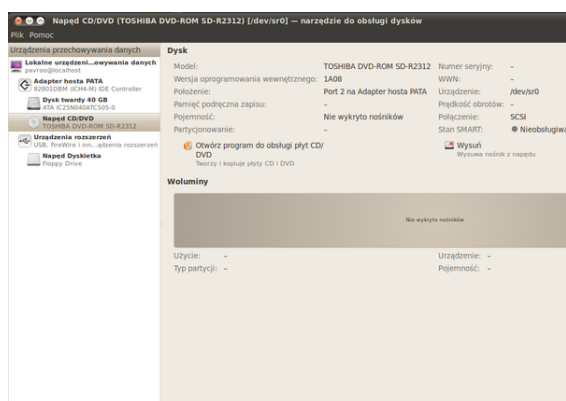 Napęd CD/DVD (TOSHIBA DVD-ROM SD-R2312) [/dev/sr0] — narzędzie do obsługi dysków
Plik Pomoc
Urządzenia przechowywania danych
Lokalne urządzeni...owywania danych
pavroo@localhost
Adapter hosta PATA
82801DBM (ICH4-M) IDE Controller
Dysk twardy 40 GB
ATA IC25N040ATCS05-0
Napęd CD/DVD
TOSHIBA DVD-ROM SD-R2312
Urządzenia rozszerzeń
USB, FireWire i inn...ądzenia rozszerzeń
Napęd Dyskietka
Floppy Drive
Dysk
Model: TOSHIBA DVD-ROM SD-R2312 Numer seryjny: –
Wersja oprogramowania wewnętrznego: 1A08 WWN: –
Położenie: Port 2 na Adapter hosta PATA Urządzenie: /dev/sr0
Pamięć podręczna zapisu: – Prędkość obrotów: –
Pojemność: Nie wykryto nośników Połączenie: SCSI
Partycjonowanie: – Stan SMART: Nieobsługiwa
Otwórz program do obsługi płyt CD/
DVD
Tworzy i kopiuje płyty CD i DVD
Wysuń
Wysuwa nośnik z napędu
Woluminy
Nie wykryto nośników
Użycie: – Urządzenie: –
Typ partycji: – Pojemność: –